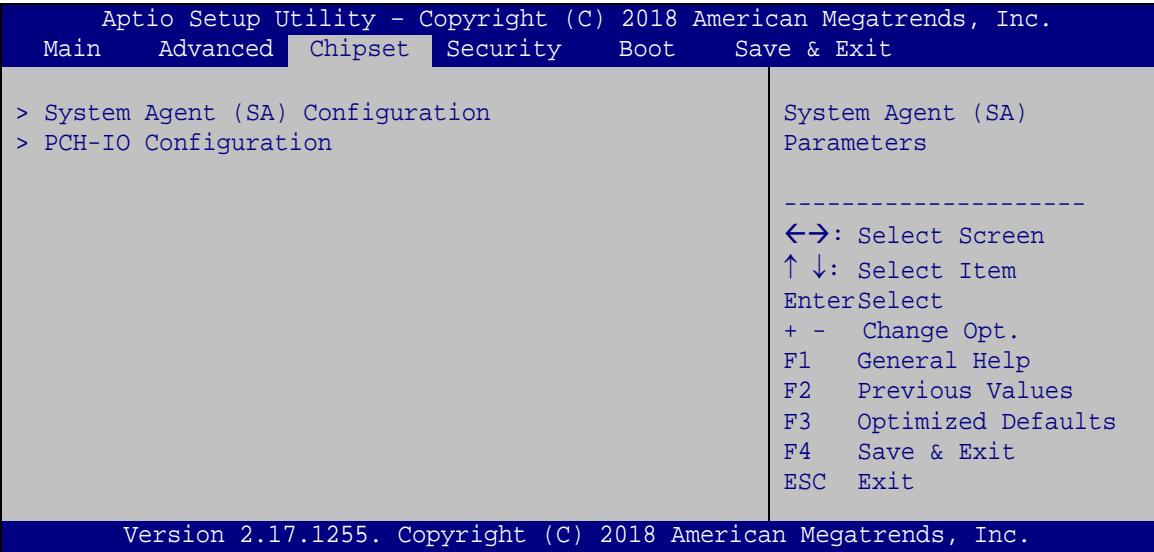 Aptio Setup Utility – Copyright (C) 2018 American Megatrends, Inc.
Main Advanced Chipset Security Boot Save & Exit
> System Agent (SA) Configuration
> PCH-IO Configuration
System Agent (SA)
Parameters
---------------------
←→: Select Screen
↑ ↓: Select Item
EnterSelect
+ - Change Opt.
F1 General Help
F2 Previous Values
F3 Optimized Defaults
F4 Save & Exit
ESC Exit
Version 2.17.1255. Copyright (C) 2018 American Megatrends, Inc.